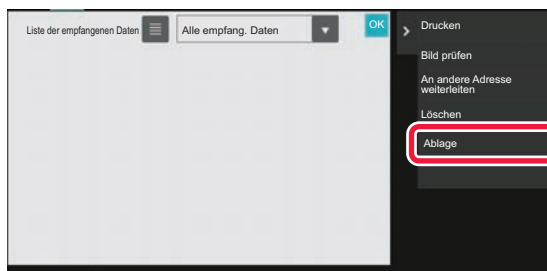 Liste der empfangenen Daten
Alle empfang. Daten
OK
Drucken
Bild prüfen
An andere Adresse
weiterleiten
Löschen
Ablage